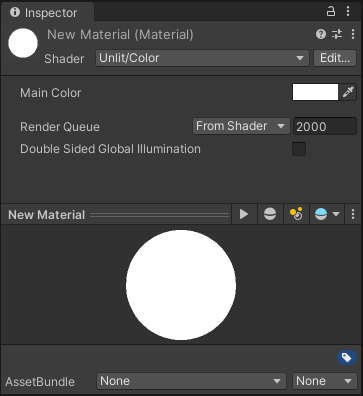 Inspector
New Material (Material)
Shader Unlit/Color Edit...
Main Color
Render Queue From Shader 2000
Double Sided Global Illumination
New Material
AssetBundle None None